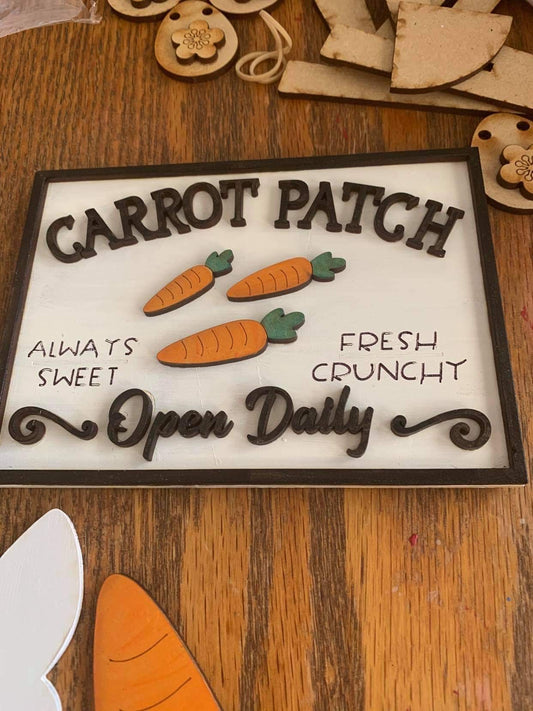 CARROT PATCH
ALWAYS
SWEET
FRESH
CRUNCHY
Open Daily